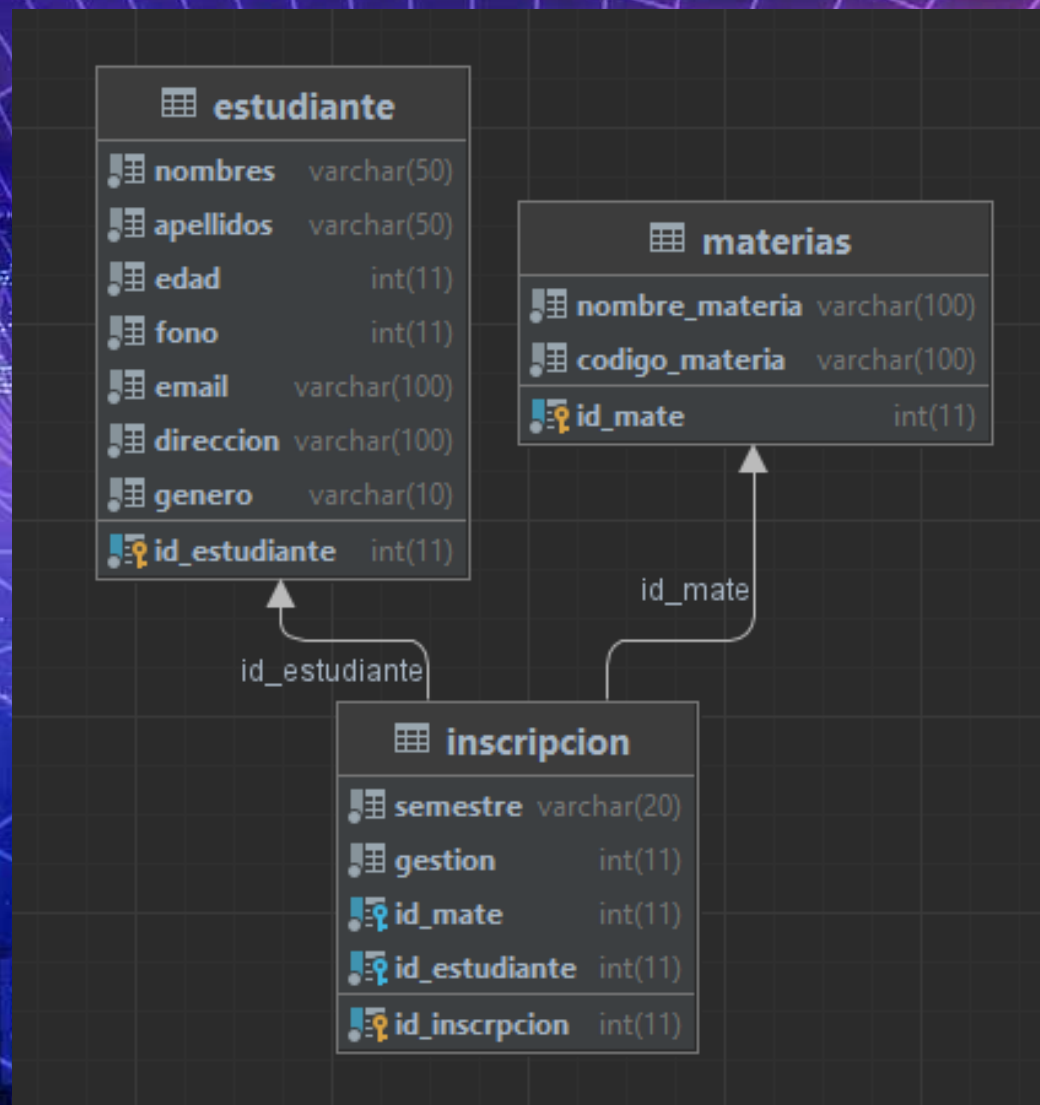 estudiante
nombres varchar(50)
apellidos varchar(50)
edad int(11)
fono int(11)
email varchar(100)
direccion varchar(100)
genero varchar(10)
id_estudiante int(11)
materias
nombre_materia varchar(100)
codigo_materia varchar(100)
id_mate int(11)
id_mate
id_estudiante
inscripcion
semestre varchar(20)
gestion int(11)
id_mate int(11)
id_estudiante int(11)
id_inscrpcion int(11)